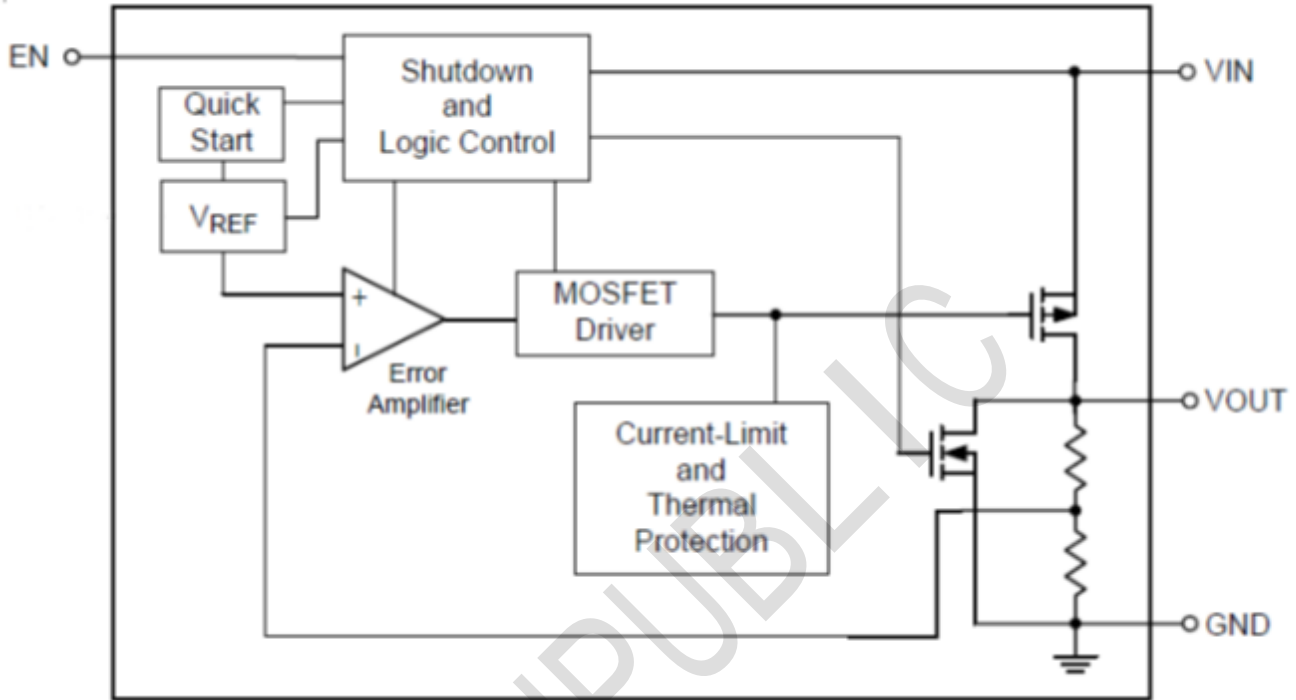 EN
Shutdown
and
Logic Control
VIN
Quick
Start
VREF
+
MOSFET
Driver
Error
Amplifier
VOUT
Current-Limit
and
Thermal
Protection
GND
PUBLIC